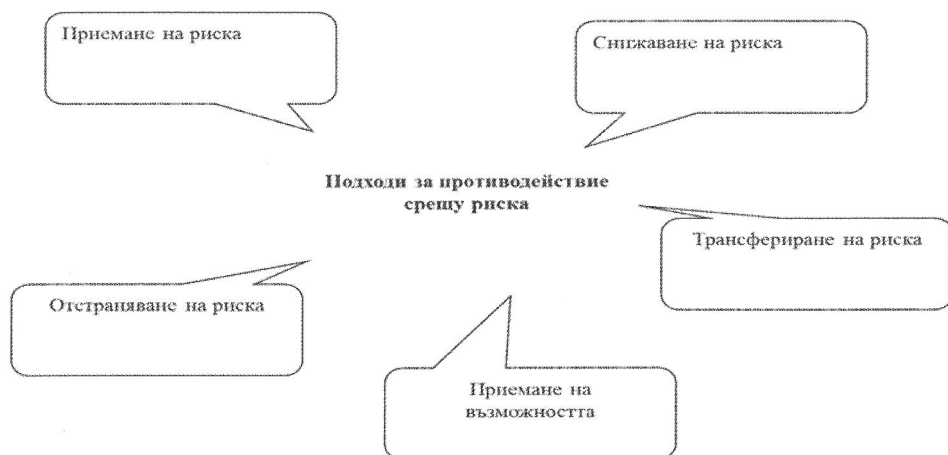 Приемане на риска
Снижаване на риска
Подходи за противодействие
срещу риска
Трансфериране на риска
Отстраняване на риска
Приемане на
възможността